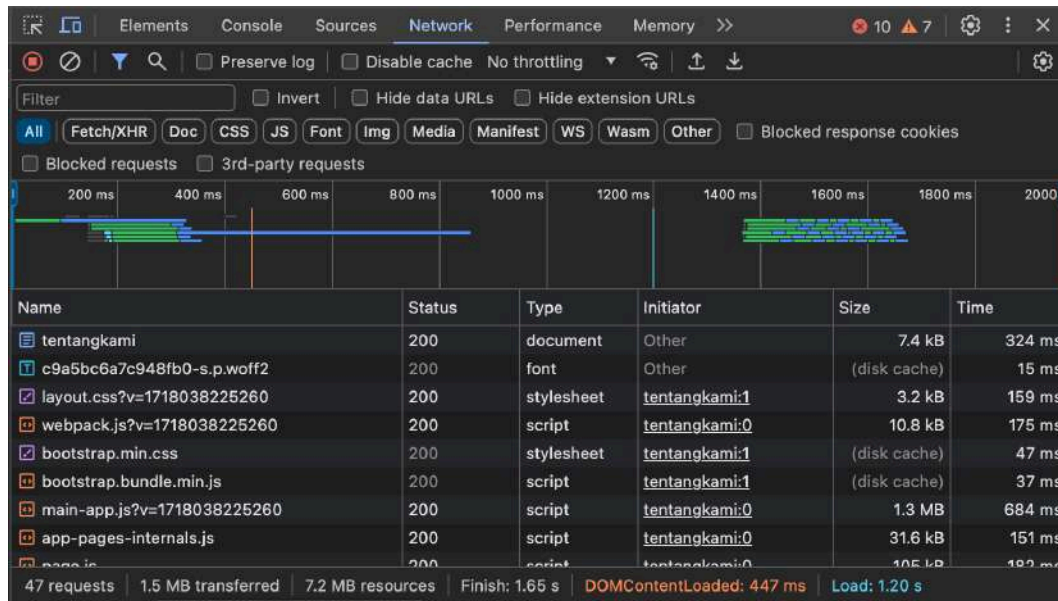 Elements Console Sources Network Performance Memory 10 7
Preserve log Disable cache No throttling
Filter Invert Hide data URLs Hide extension URLs
All Fetch/XHR Doc CSS JS Font Img Media Manifest WS Wasm Other Blocked response cookies
Blocked requests 3rd-party requests
200 ms 400 ms 600 ms 800 ms 1000 ms 1200 ms 1400 ms 1600 ms 1800 ms 2000
Name Status Type Initiator Size Time
tentangkami 200 document Other 7.4 kB 324 ms
c9a5bc6a7c948fb0-s.p.woff2 200 font Other (disk cache) 15 ms
layout.css?v=1718038225260 200 stylesheet tentangkami:1 3.2 kB 159 ms
webpack.js?v=1718038225260 200 script tentangkami:0 10.8 kB 175 ms
bootstrap.min.css 200 stylesheet tentangkami:1 (disk cache) 47 ms
bootstrap.bundle.min.js 200 script tentangkami:1 (disk cache) 37 ms
main-app.js?v=1718038225260 200 script tentangkami:0 1.3 MB 684 ms
app-pages-internals.js 200 script tentangkami:0 31.6 kB 151 ms
page.js 200 script tentangkami:0 105 kB
47 requests 1.5 MB transferred 7.2 MB resources Finish: 1.65 s DOMContentLoaded: 447 ms Load: 1.20 s